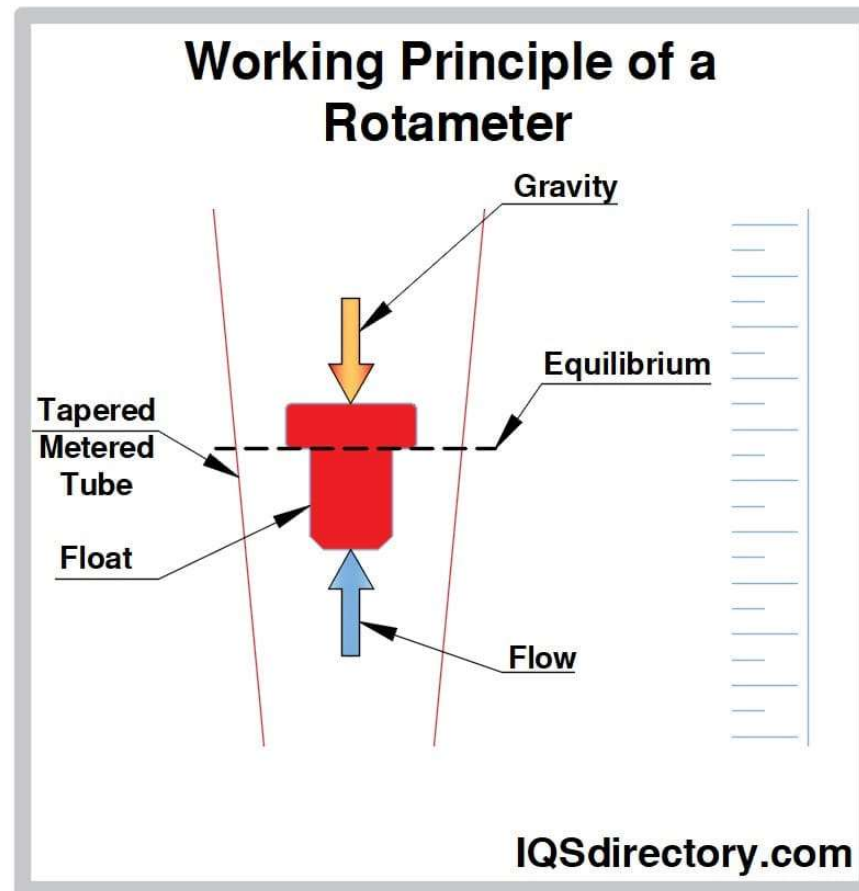 Working Principle of a
Rotameter
Gravity
Equilibrium
Tapered
Metered
Tube
Float
Flow
IQSdirectory.com